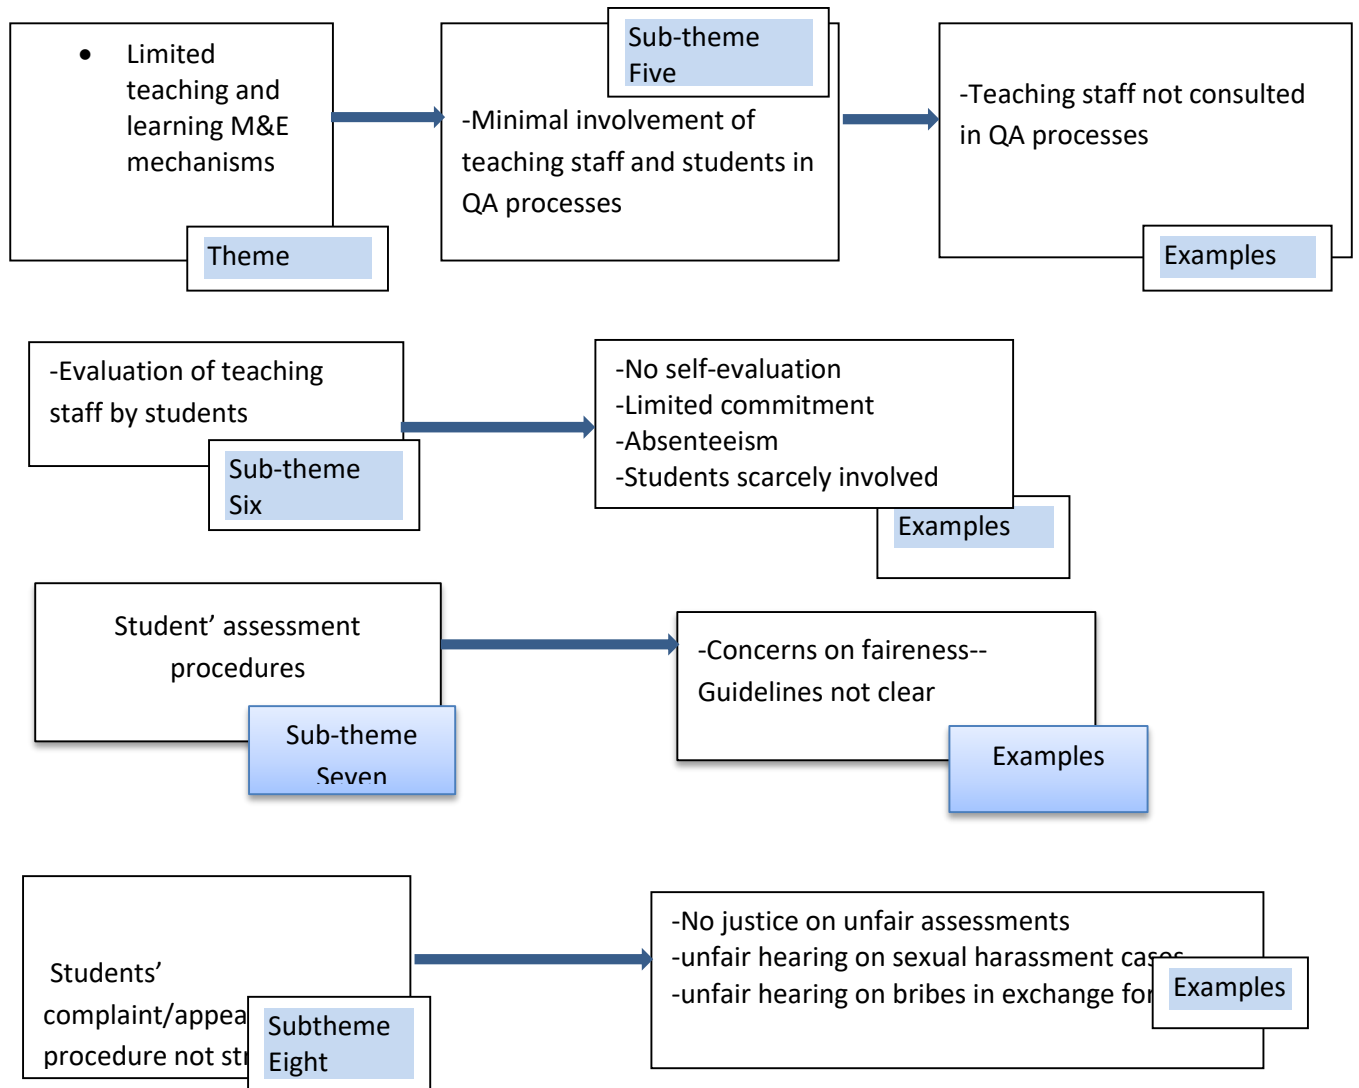 • Limited
teaching and
learning M&E
mechanisms
Theme
Sub-theme
Five
-Minimal involvement of
teaching staff and students in
QA processes
-Teaching staff not consulted
in QA processes
Examples
-Evaluation of teaching
staff by students
Sub-theme
Six
-No self-evaluation
-Limited commitment
-Absenteeism
-Students scarcely involved
Examples
Student’ assessment
procedures
Sub-theme
Seven
-Concerns on faireness--
Guidelines not clear
Examples
Students’
complaint/appea
procedure not
Subtheme
Eight
-No justice on unfair assessments
-unfair hearing on sexual harassment cases
-unfair hearing on bribes in exchange for
Examples